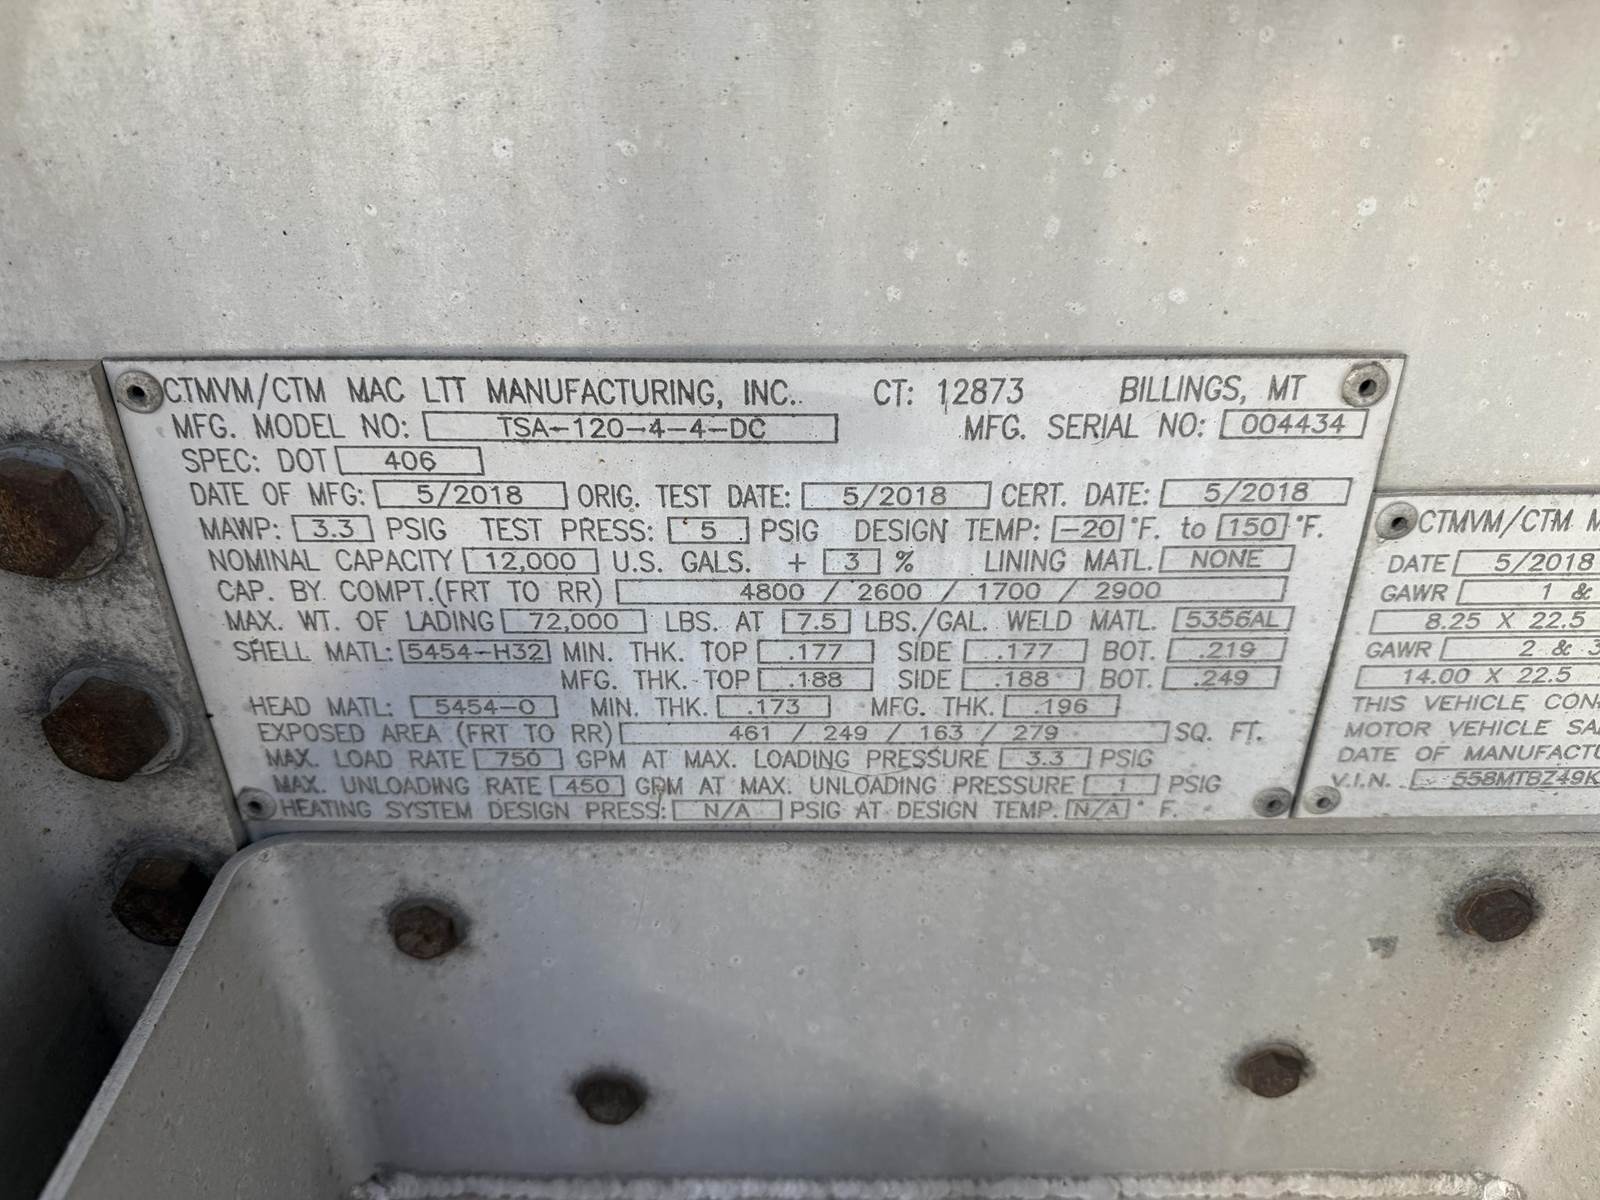 CTMVM/CTM MAC LTT MANUFACTURING, INC. CT: 12873 BILLINGS, MT
MFG. MODEL NO: TSA-120-4-4-DC MFG. SERIAL NO: 004434
SPEC: DOT 406
DATE OF MFG: 5/2018 ORIG. TEST DATE: 5/2018 CERT. DATE: 5/2018
MAWP: 3.3 PSIG TEST PRESS: 5 PSIG DESIGN TEMP: -20 °F. to 150 °F.
NOMINAL CAPACITY 12,000 U.S. GALS. + 3 % LINING MATL. NONE
CAP. BY COMPT.(FRT TO RR) 4800 / 2600 / 1700 / 2900
MAX. WT. OF LADING 72,000 LBS. AT 7.5 LBS./GAL. WELD MATL. 5356AL
SHELL MATL: 5454-H32 MIN. THK. TOP .177 SIDE .177 BOT. .219
MFG. THK. TOP .188 SIDE .188 BOT. .249
HEAD MATL: 5454-O MIN. THK. .173 MFG. THK. .196
EXPOSED AREA (FRT TO RR) 461 / 249 / 163 / 279 SQ. FT.
MAX. LOAD RATE 750 GPM AT MAX. LOADING PRESSURE 3.3 PSIG
MAX. UNLOADING RATE 450 GPM AT MAX. UNLOADING PRESSURE 1 PSIG
HEATING SYSTEM DESIGN PRESS: N/A PSIG AT DESIGN TEMP. N/A ° F.
CTMVM/CTM M
DATE 5/2018
GAWR 1 &
8.25 X 22.5
GAWR 2 & 3
14.00 X 22.5
THIS VEHICLE CON
MOTOR VEHICLE SA
DATE OF MANUFACTU
V.I.N. 558MTBZ49K